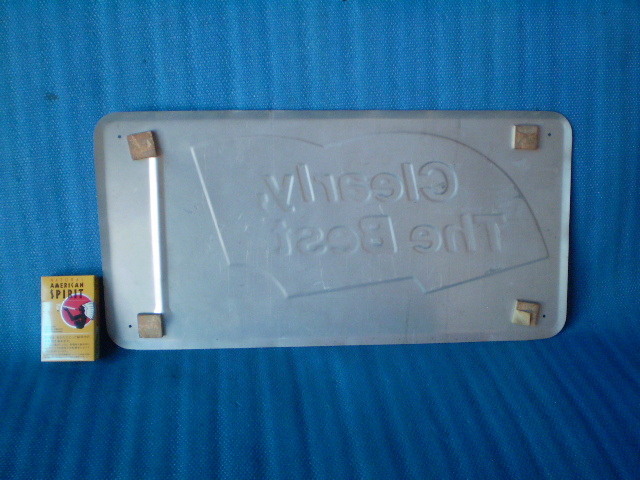 Clearly,
The Best
AMERICAN
SPIRIT